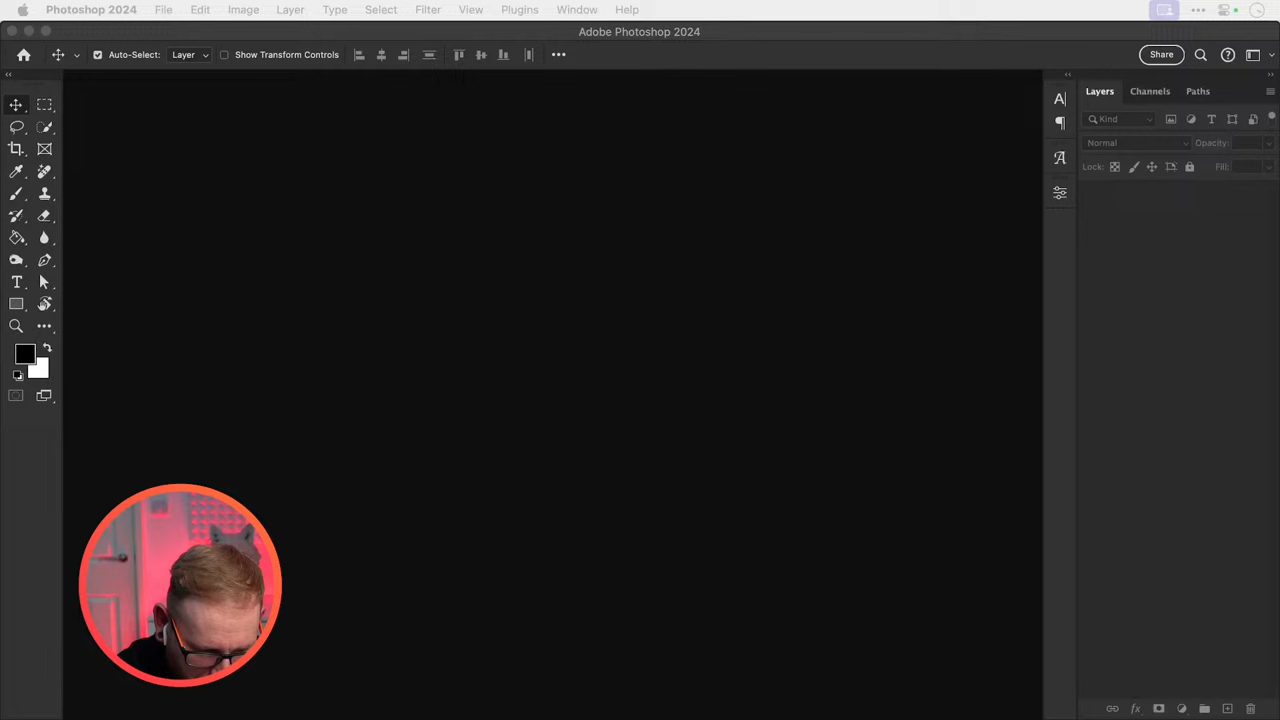 Photoshop 2024 File Edit Image Layer Type Select Filter View Plugins Window Help
Adobe Photoshop 2024
Auto-Select: Layer Show Transform Controls Share
Layers Channels Paths
Kind
Normal Opacity:
Lock: Fill: